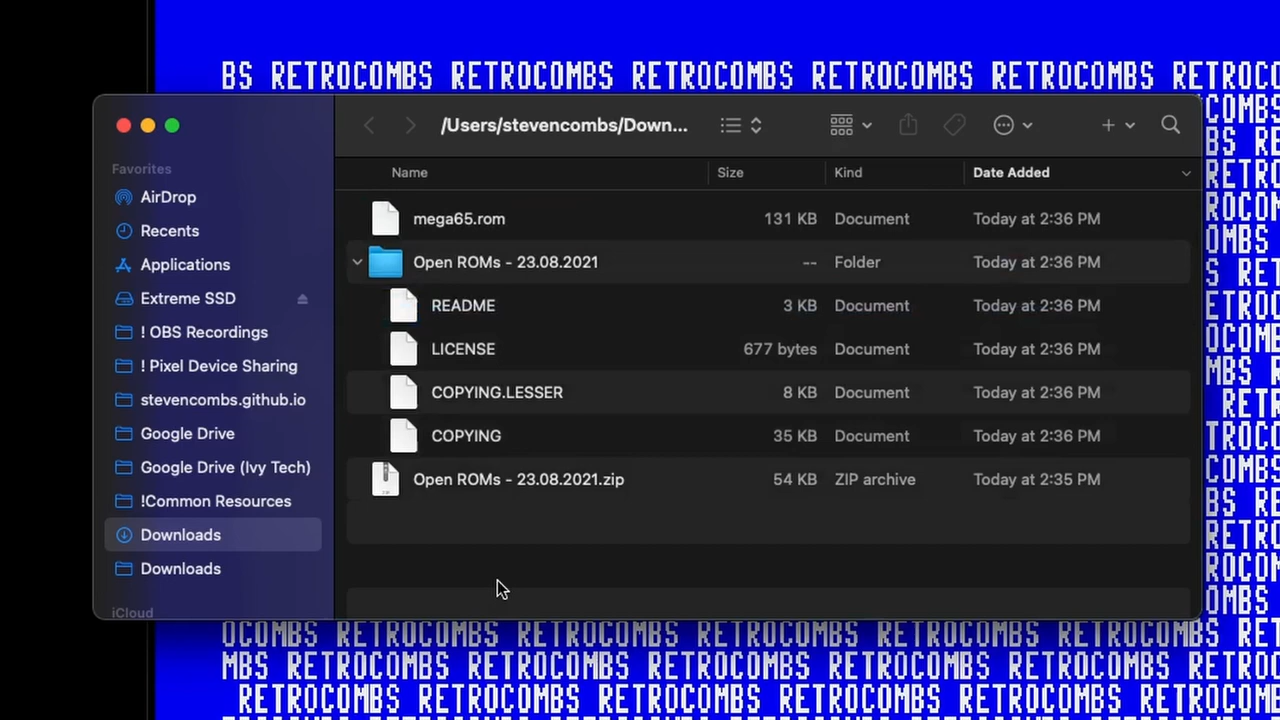 BS RETROCOMBS RETROCOMBS RETROCOMBS RETROCOMBS RETROCOMBS RETROCO
/Users/stevencombs/Down...
Favorites
AirDrop
Recents
Applications
Extreme SSD
! OBS Recordings
! Pixel Device Sharing
stevencombs.github.io
Google Drive
Google Drive (Ivy Tech)
!Common Resources
Downloads
Downloads
iCloud
Name Size Kind Date Added
mega65.rom 131 KB Document Today at 2:36 PM
Open ROMs - 23.08.2021 -- Folder Today at 2:36 PM
README 3 KB Document Today at 2:36 PM
LICENSE 677 bytes Document Today at 2:36 PM
COPYING.LESSER 8 KB Document Today at 2:36 PM
COPYING 35 KB Document Today at 2:36 PM
Open ROMs - 23.08.2021.zip 54 KB ZIP archive Today at 2:35 PM
OCOMBS RETROCOMBS RETROCOMBS RETROCOMBS RETROCOMBS RETROCOMBS RET
MBS RETROCOMBS RETROCOMBS RETROCOMBS RETROCOMBS RETROCOMBS RETROC
RETROCOMBS RETROCOMBS RETROCOMBS RETROCOMBS RETROCOMBS RETROCOM